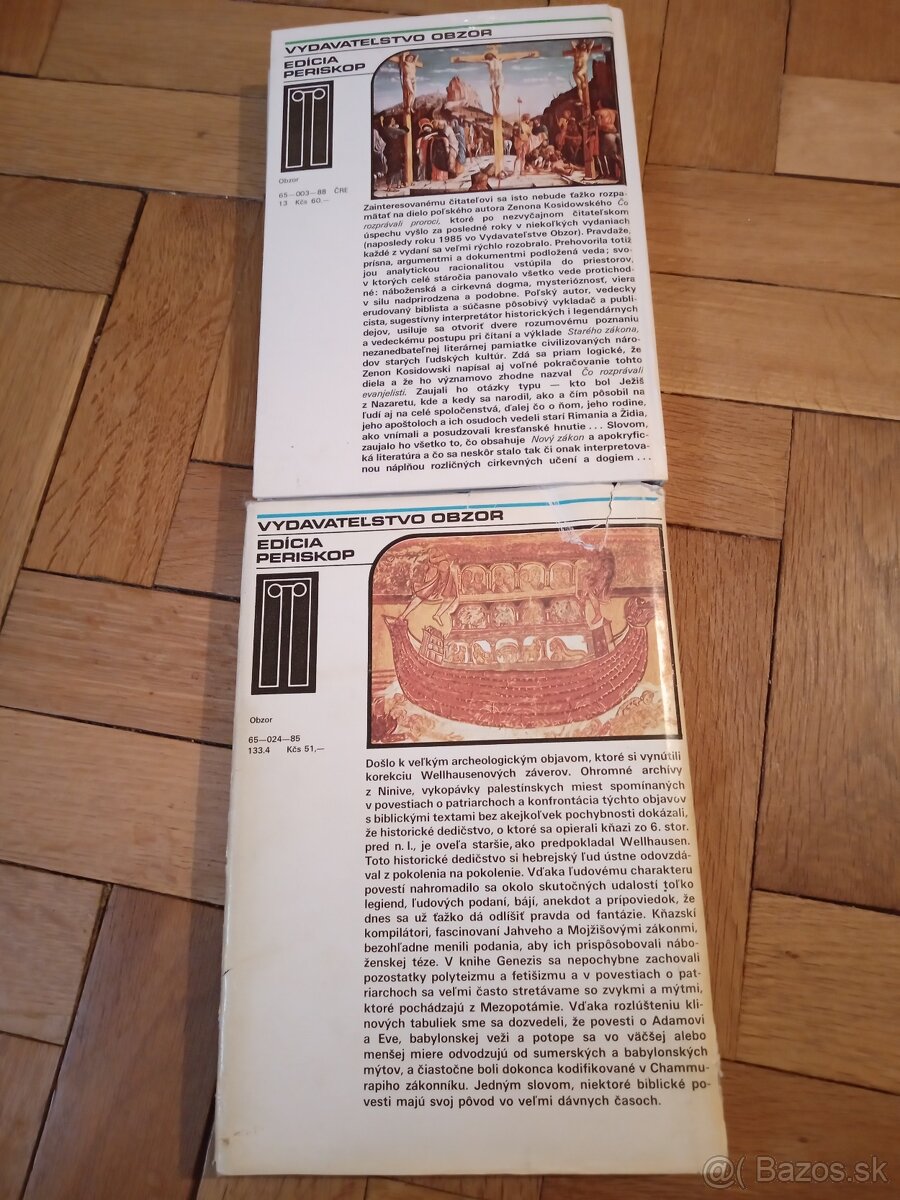 VYDAVATEĽSTVO OBZOR
EDÍCIA
PERISKOP
Obzor
65—003—88 ČRE
13 Kčs 60.—
Zainteresovanému čitateľovi sa isto nebude ťažko rozpa-
mätať na dielo poľského autora Zenona Kosidowského Čo
rozprávali proroci, ktoré po nezvyčajnom čitateľskom
úspechu vyšlo za posledné roky v niekoľkých vydaniach
(naposledy roku 1985 vo Vydavateľstve Obzor). Pravdaže,
každé z vydaní sa veľmi rýchlo rozobralo. Prehovorila totiž
prísna, argumentmi a dokumentmi podložená veda; svo-
jou analytickou racionalitou vstúpila do priestorov,
v ktorých celé stáročia panovalo všetko vede protichod-
né: náboženská a cirkevná dogma, mysterióznosť, viera
v silu nadprirodzena a podobne. Poľský autor, vedecky
erudovaný biblista a súčasne pôsobivý vykladač a publi-
cista, sugestívny interpretátor historických i legendárnych
dejov, usiluje sa otvoriť dvere rozumovému poznaniu
a vedeckému postupu pri čítaní a výklade Starého zákona,
nezanedbateľnej literárnej pamiatke civilizovaných náro-
dov starých ľudských kultúr. Zdá sa priam logické, že
Zenon Kosidowski napísal aj voľné pokračovanie tohto
diela a že ho významovo zhodne nazval Čo rozprávali
evanjelisti. Zaujali ho otázky typu — kto bol Ježiš
z Nazaretu, kde a kedy sa narodil, ako a čím pôsobil na
ľudí aj na celé spoločenstvá, ďalej čo o ňom, jeho rodine,
jeho apoštoloch a ich osudoch vedeli starí Rimania a Židia,
ako vnímali a posudzovali kresťanské hnutie ... Slovom,
zaujalo ho všetko to, čo obsahuje Nový zákon a apokryfic-
ká literatúra a čo sa neskôr stalo tak či onak interpretova-
nou náplňou rozličných cirkevných učení a dogiem ...
VYDAVATEĽSTVO OBZOR
EDÍCIA
PERISKOP
Obzor
65—024—85
133.4 Kčs 51,—
Došlo k veľkým archeologickým objavom, ktoré si vynútili
korekciu Wellhausenových záverov. Ohromné archívy
z Ninive, vykopávky palestínskych miest spomínaných
v povestiach o patriarchoch a konfrontácia týchto objavov
s biblickými textami bez akejkoľvek pochybnosti dokázali,
že historické dedičstvo, o ktoré sa opierali kňazi zo 6. stor.
pred n. l., je oveľa staršie, ako predpokladal Wellhausen.
Toto historické dedičstvo si hebrejský ľud ústne odovzdá-
val z pokolenia na pokolenie. Vďaka ľudovému charakteru
povestí nahromadilo sa okolo skutočných udalostí toľko
legiend, ľudových podaní, bájí, anekdot a prípoviedok, že
dnes sa už ťažko dá odlíšiť pravda od fantázie. Kňazskí
kompilátori, fascinovaní Jahveho a Mojžišovými zákonmi,
bezohľadne menili podania, aby ich prispôsobovali nábo-
ženskej téze. V knihe Genezis sa nepochybne zachovali
pozostatky polyteizmu a fetišizmu a v povestiach o pat-
riarchoch sa veľmi často stretávame so zvykmi a mýtmi,
ktoré pochádzajú z Mezopotámie. Vďaka rozlúšteniu kli-
nových tabuliek sme sa dozvedeli, že povesti o Adamovi
a Eve, babylonskej veži a potope sa vo väčšej alebo
menšej miere odvodzujú od sumerských a babylonských
mýtov, a čiastočne boli dokonca kodifikované v Chammu-
rapiho zákonníku. Jedným slovom, niektoré biblické po-
vesti majú svoj pôvod vo veľmi dávnych časoch.
@( Bazos.sk